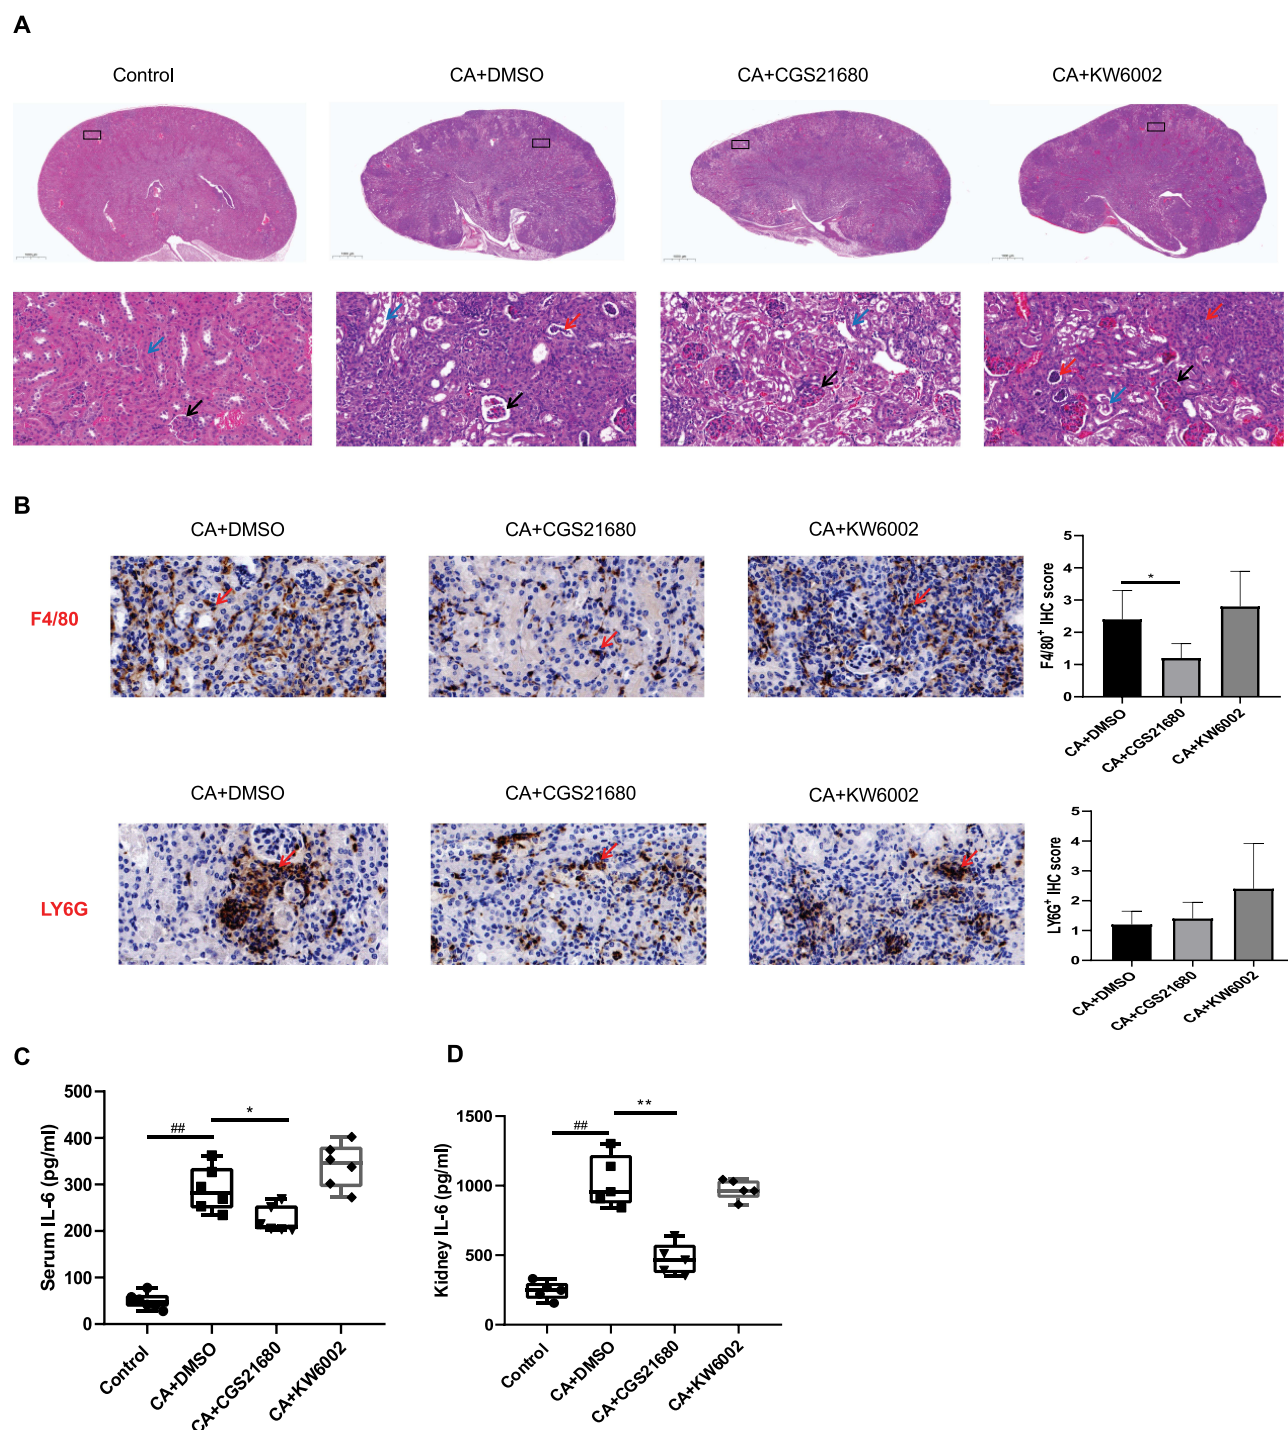 A
Control
CA+DMSO
CA+CGS21680
CA+KW6002
B
CA+DMSO
CA+CGS21680
CA+KW6002
F4/80
F4/80+ IHC score
5
4
3
2
1
0
*
CA+DMSO
CA+CGS21680
CA+KW6002
CA+DMSO
CA+CGS21680
CA+KW6002
LY6G
LY6G+ IHC score
5
4
3
2
1
0
CA+DMSO
CA+CGS21680
CA+KW6002
C
Serum IL-6 (pg/ml)
500
400
300
200
100
0
##
*
Control
CA+DMSO
CA+CGS21680
CA+KW6002
D
Kidney IL-6 (pg/ml)
1500
1000
500
0
##
**
Control
CA+DMSO
CA+CGS21680
CA+KW6002